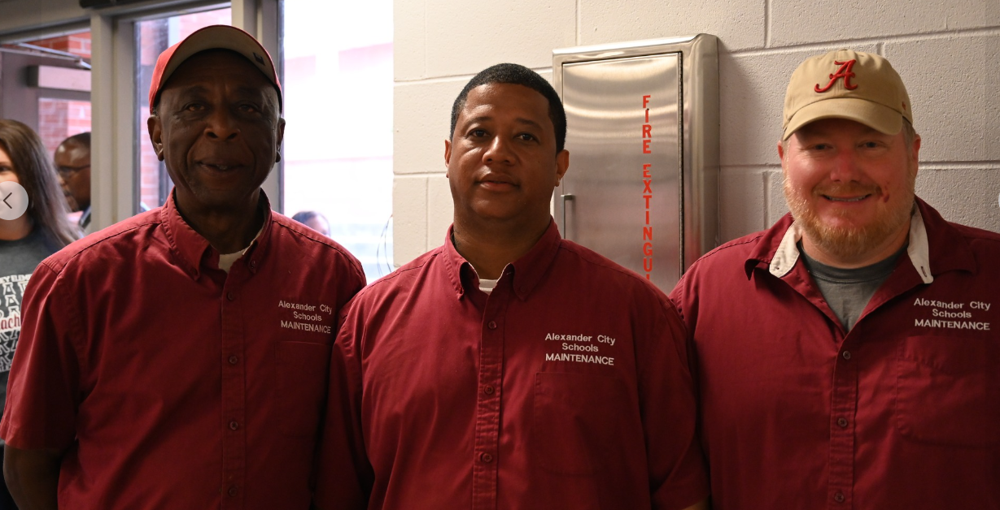 FIRE EXTINGU
A
Alexander City
Schools
MAINTENANCE
Alexander City
Schools
MAINTENANCE
Alexander City
Schools
MAINTENANCE